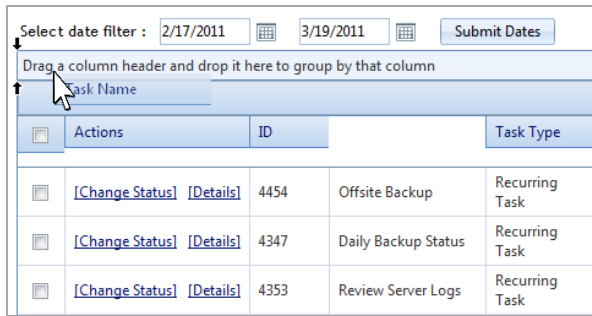 Select date filter : 2/17/2011 3/19/2011 Submit Dates
Drag a column header and drop it here to group by that column
Task Name
Actions ID Task Type
[Change Status] [Details] 4454 Offsite Backup Recurring Task
[Change Status] [Details] 4347 Daily Backup Status Recurring Task
[Change Status] [Details] 4353 Review Server Logs Recurring Task